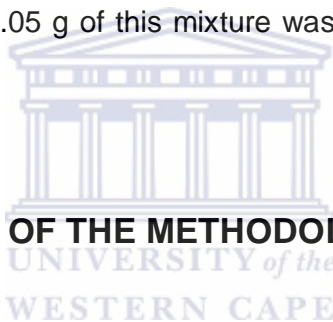 .05 g of this mixture was
OF THE METHODOL
UNIVERSITY of the
WESTERN CAPE